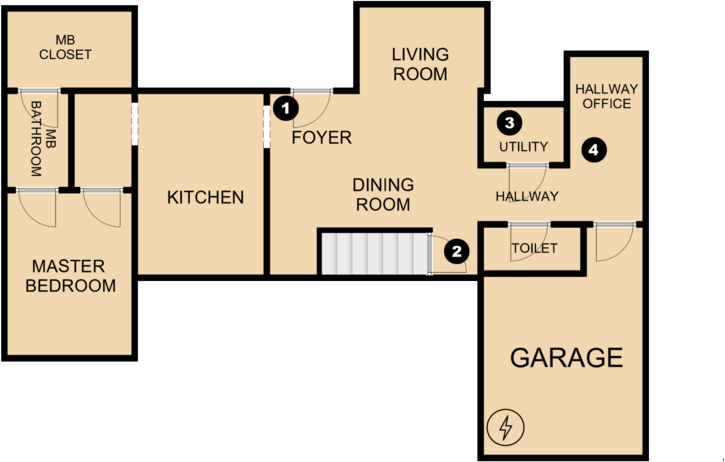 MB
CLOSET
LIVING
ROOM
HALLWAY
OFFICE
1
FOYER
3
UTILITY
4
MB
BATHROOM
KITCHEN
DINING
ROOM
HALLWAY
2
TOILET
MASTER
BEDROOM
GARAGE